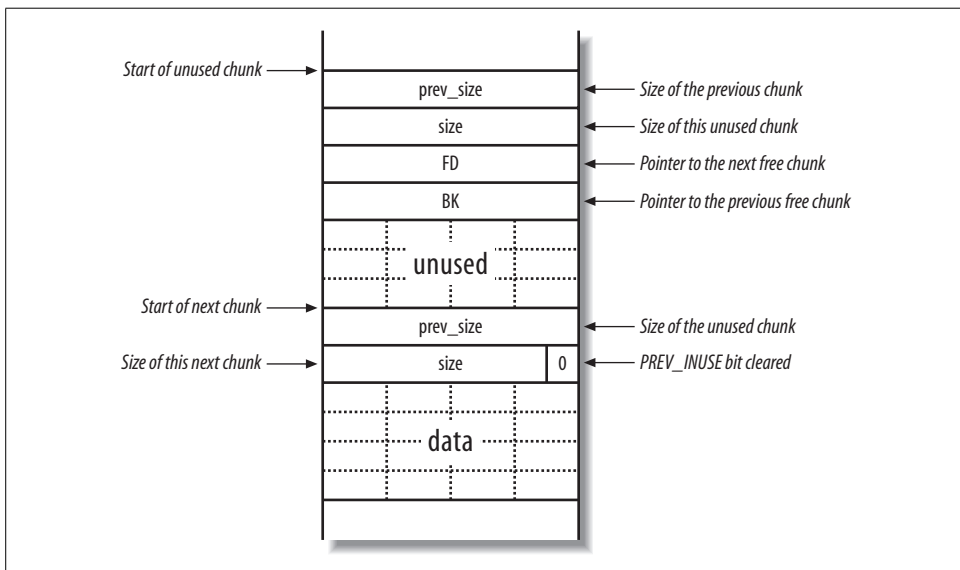 Start of unused chunk
prev_size
Size of the previous chunk
size
Size of this unused chunk
FD
Pointer to the next free chunk
BK
Pointer to the previous free chunk
unused
Start of next chunk
prev_size
Size of the unused chunk
Size of this next chunk
size
0
PREV_INUSE bit cleared
data